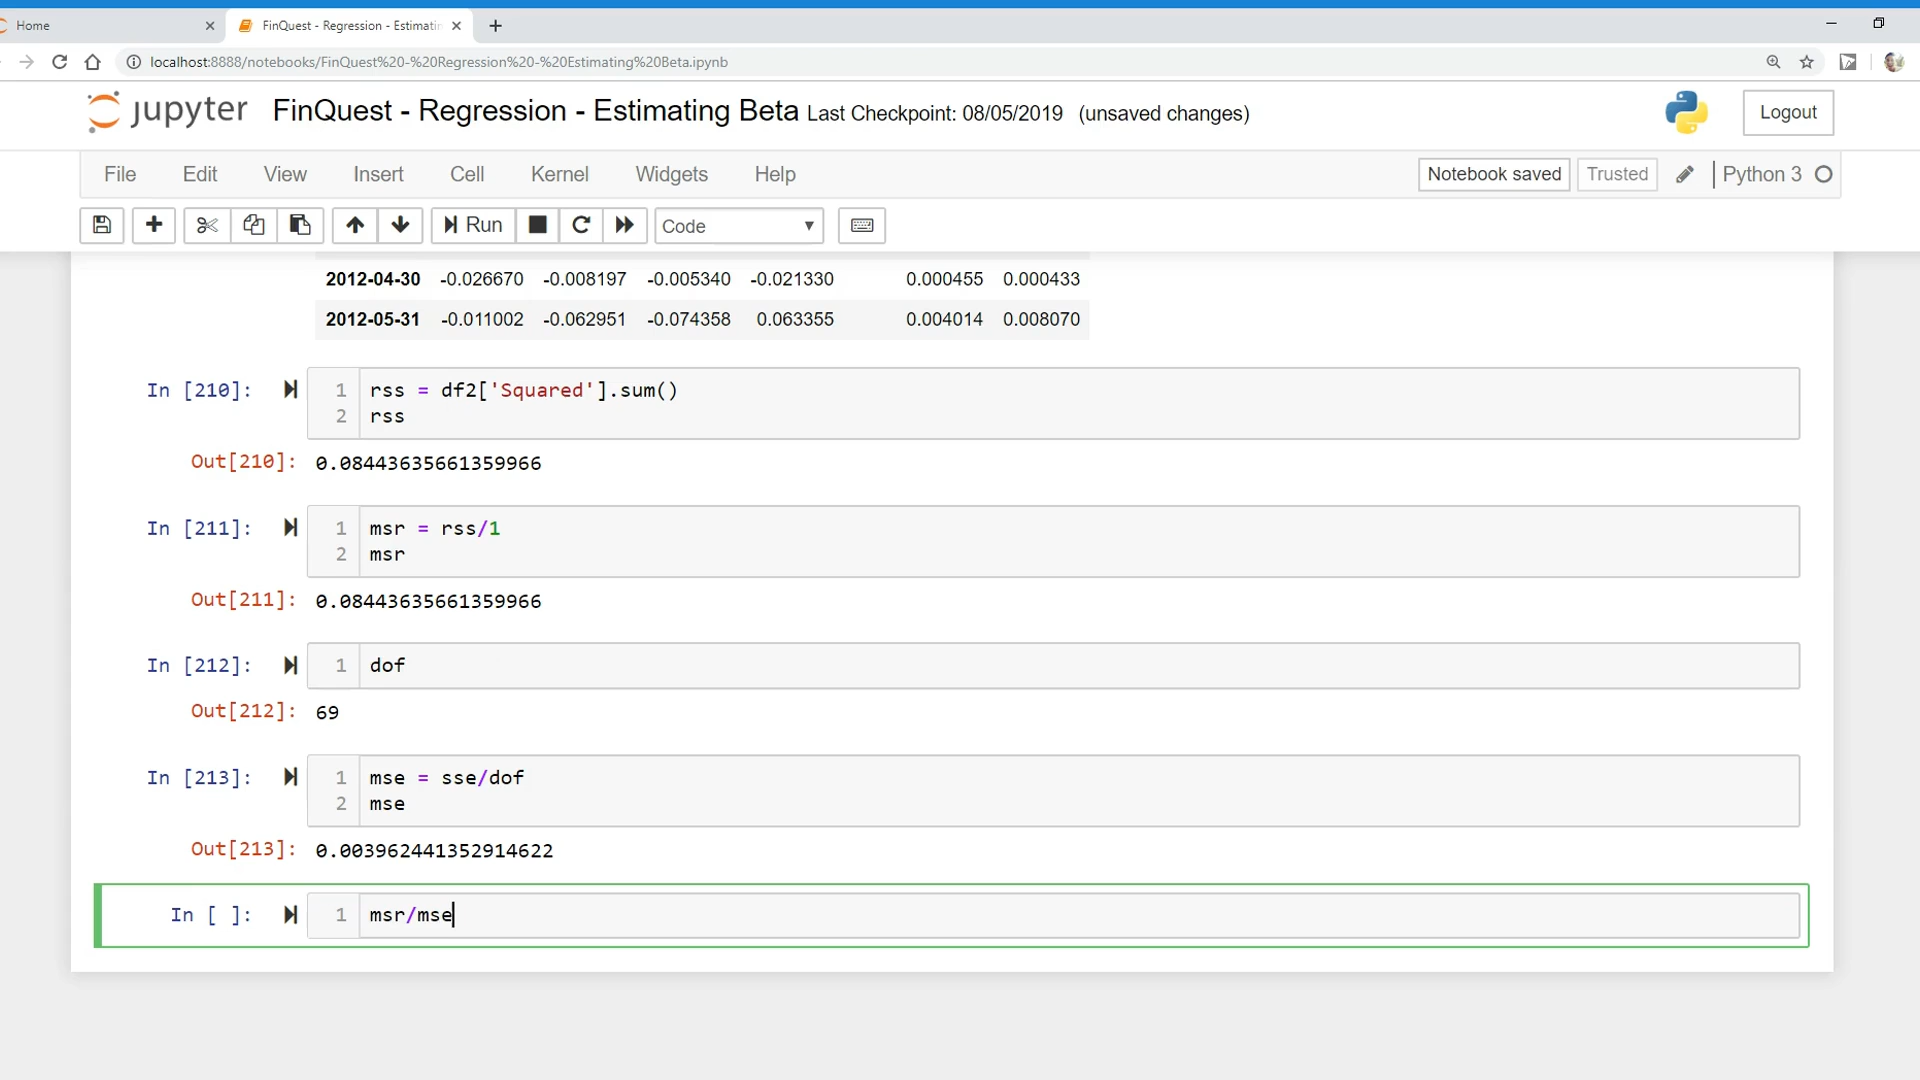 Home
FinQuest - Regression - Estimatin
localhost:8888/notebooks/FinQuest%20-%20Regression%20-%20Estimating%20Beta.ipynb
jupyter FinQuest - Regression - Estimating Beta Last Checkpoint: 08/05/2019 (unsaved changes)
Logout
File Edit View Insert Cell Kernel Widgets Help Notebook saved Trusted Python 3
Run Code
2012-04-30 -0.026670 -0.008197 -0.005340 -0.021330 0.000455 0.000433
2012-05-31 -0.011002 -0.062951 -0.074358 0.063355 0.004014 0.008070
In [210]: 1 rss = df2['Squared'].sum()
2 rss
Out[210]: 0.08443635661359966
In [211]: 1 msr = rss/1
2 msr
Out[211]: 0.08443635661359966
In [212]: 1 dof
Out[212]: 69
In [213]: 1 mse = sse/dof
2 mse
Out[213]: 0.003962441352914622
In [ ]: 1 msr/mse